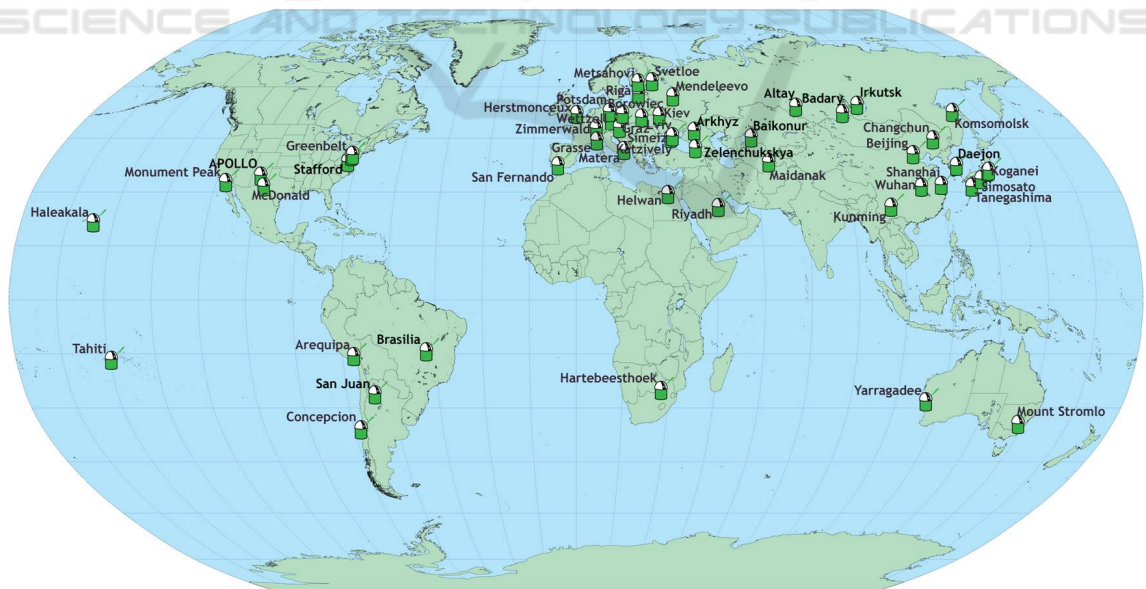 SCIENCE AND TECHNOLOGY PUBLICATIONS
Metsahovi
Svetloe
Riga
Mendeleevo
Potsdam
Borowiec
Herstmonceux
Kiev
Wettzell
Lviv
Zimmerwald
Graz
Simeiz
Arkhyz
Grasse
Katzively
Matera
Zelenchukskya
San Fernando
Altay
Badary
Irkutsk
Baikonur
Komsomolsk
Changchun
Beijing
Maidanak
Daejon
Shanghai
Koganei
Wuhan
Simosato
Tanegashima
Kunming
Greenbelt
APOLLO
Stafford
Monument Peak
McDonald
Haleakala
Helwan
Riyadh
Tahiti
Arequipa
Brasilia
San Juan
Concepcion
Hartebeesthoek
Yarragadee
Mount Stromlo